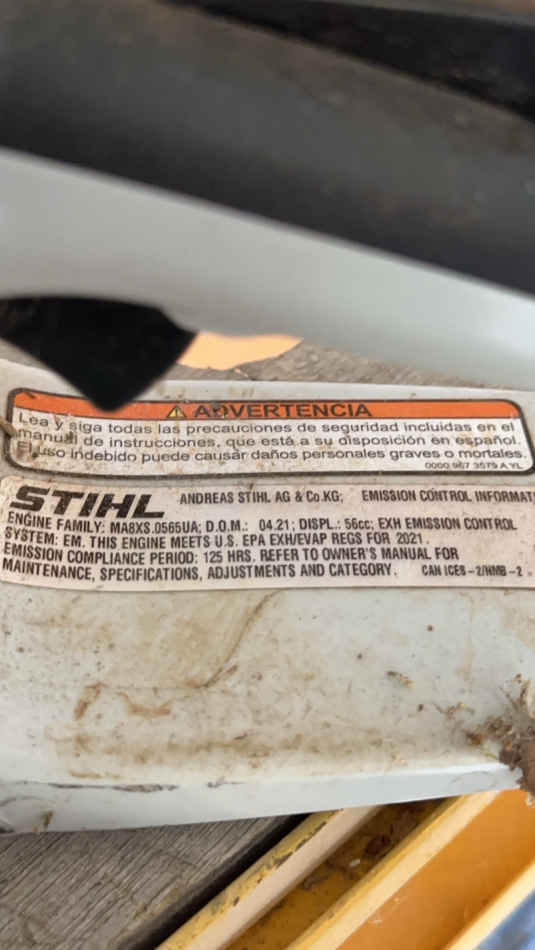 ⚠ ADVERTENCIA
Lea y siga todas las precauciones de seguridad incluidas en el
manual de instrucciones, que está a su disposición en español.
El uso indebido puede causar daños personales graves o mortales.
0000 967 3575 A YL
STIHL ANDREAS STIHL AG & Co.KG; EMISSION CONTROL INFORMAT
ENGINE FAMILY: MA8XS.0565UA; D.O.M.: 04.21; DISPL.: 56cc; EXH EMISSION CONTROL
SYSTEM: EM. THIS ENGINE MEETS U.S. EPA EXH/EVAP REGS FOR 2021.
EMISSION COMPLIANCE PERIOD: 125 HRS. REFER TO OWNER'S MANUAL FOR
MAINTENANCE, SPECIFICATIONS, ADJUSTMENTS AND CATEGORY. CAN ICES-2/NMB-2